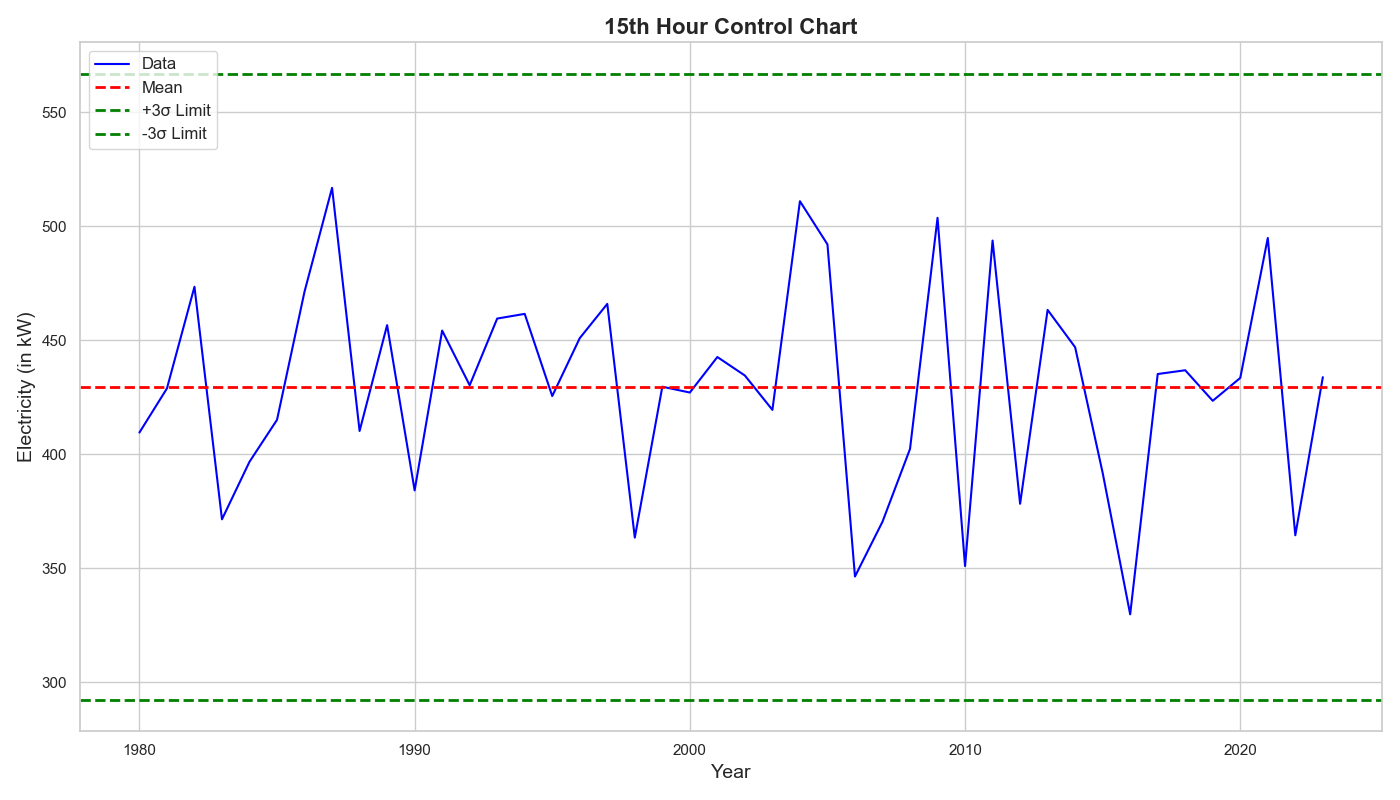 15th Hour Control Chart
Data
Mean
+3σ Limit
-3σ Limit
Electricity (in kW)
550
500
450
400
350
300
1980
1990
2000
2010
2020
Year